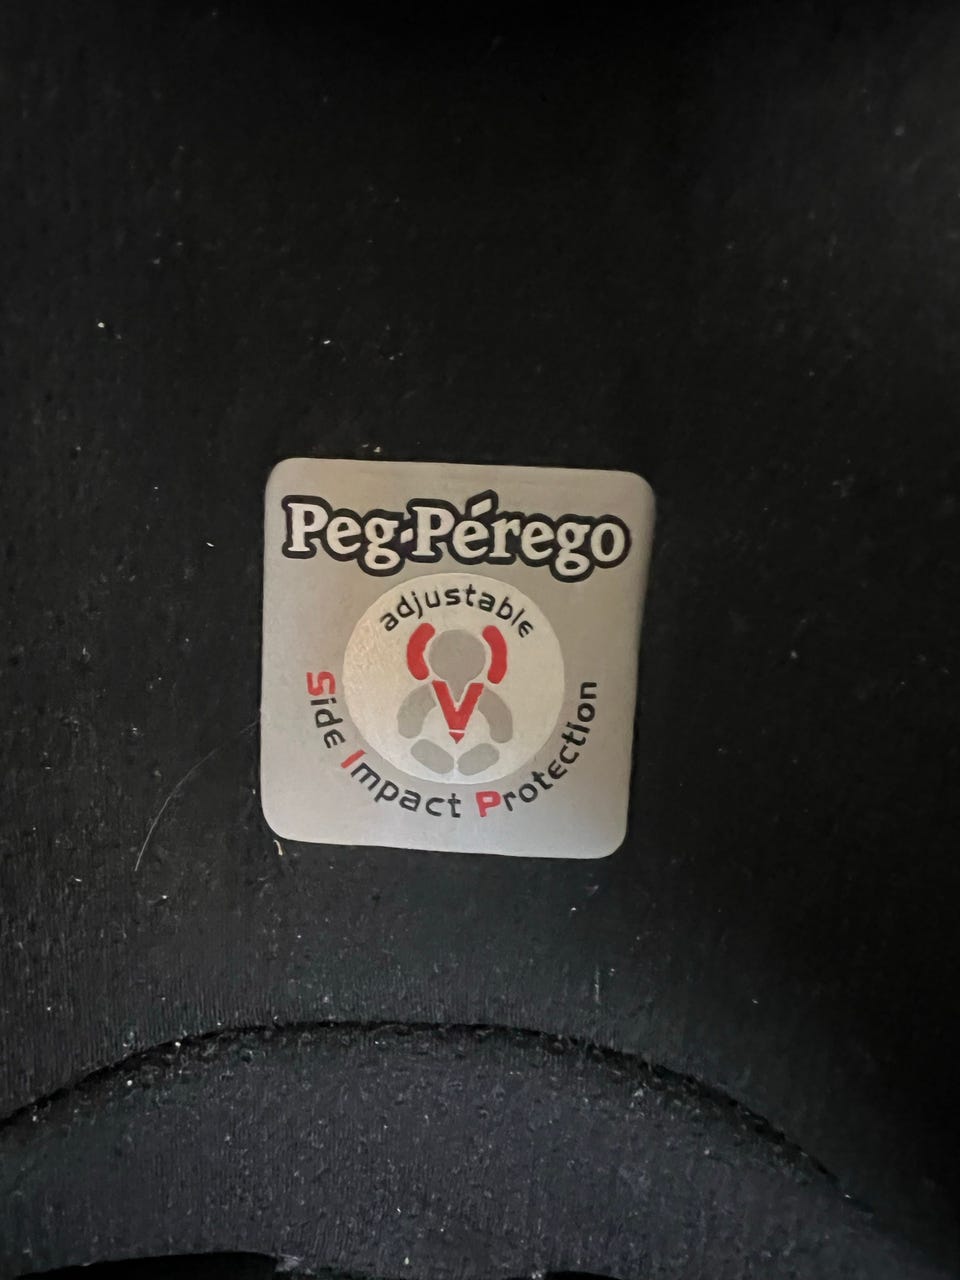 Peg-Pérego
adjustable
Side Impact Protection